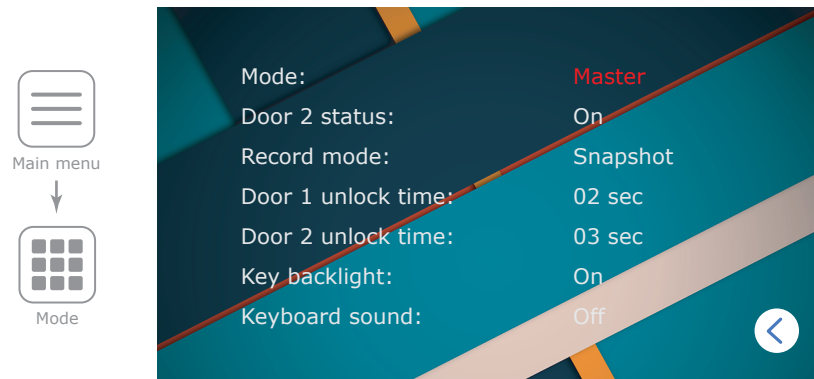 Main menu
Mode
Mode: Master
Door 2 status: On
Record mode: Snapshot
Door 1 unlock time: 02 sec
Door 2 unlock time: 03 sec
Key backlight: On
Keyboard sound: Off